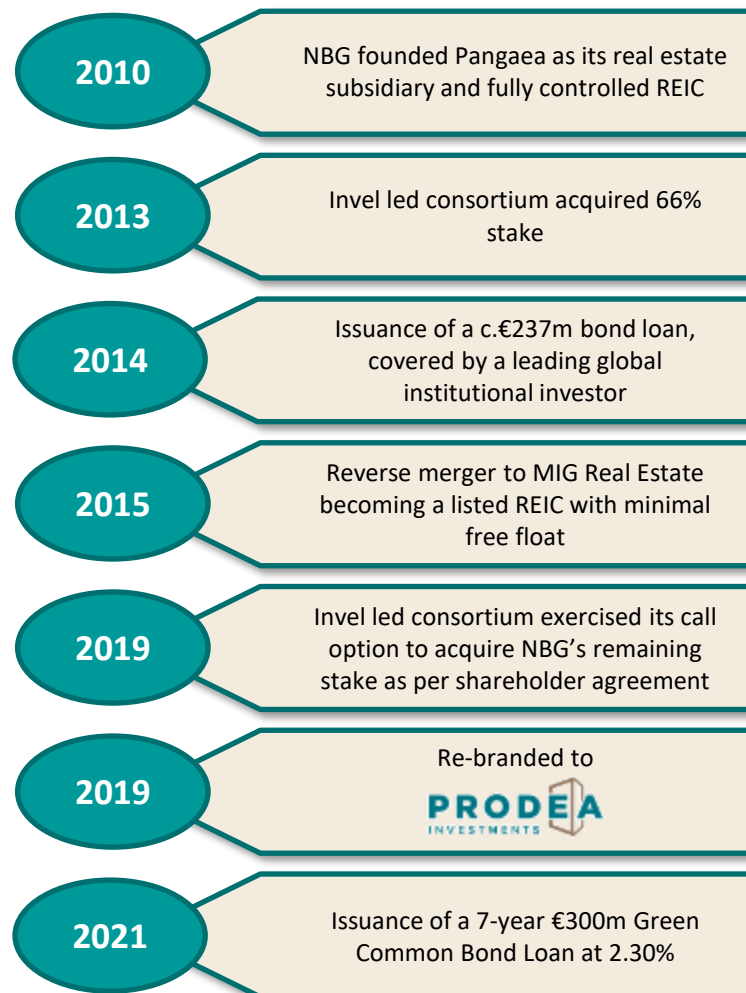 2010
NBG founded Pangaea as its real estate
subsidiary and fully controlled REIC
2013
Invel led consortium acquired 66%
stake
2014
Issuance of a c.€237m bond loan,
covered by a leading global
institutional investor
2015
Reverse merger to MIG Real Estate
becoming a listed REIC with minimal
free float
2019
Invel led consortium exercised its call
option to acquire NBG’s remaining
stake as per shareholder agreement
2019
Re-branded to
PRODEA
INVESTMENTS
2021
Issuance of a 7-year €300m Green
Common Bond Loan at 2.30%